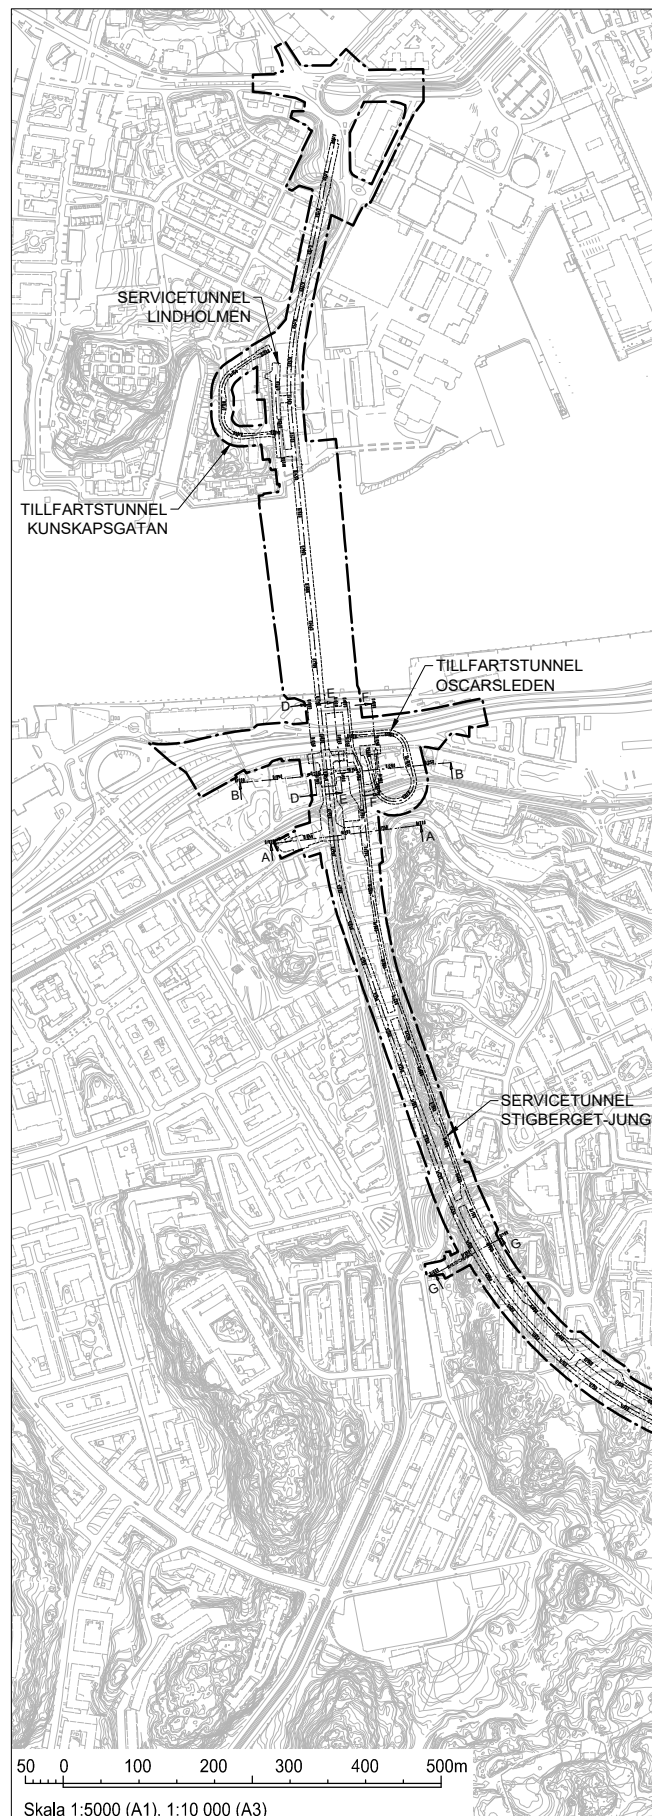 SERVICETUNNEL
LINDHOLMEN
TILLFARTSTUNNEL
KUNSKAPSGATAN
TILLFARTSTUNNEL
OSCARSLEDEN
D
E
F
B
B
D
E
F
A
A
SERVICETUNNEL
STIGBERGET-JUNG
G
G
50 0 100 200 300 400 500m
Skala 1:5000 (A1), 1:10 000 (A3)